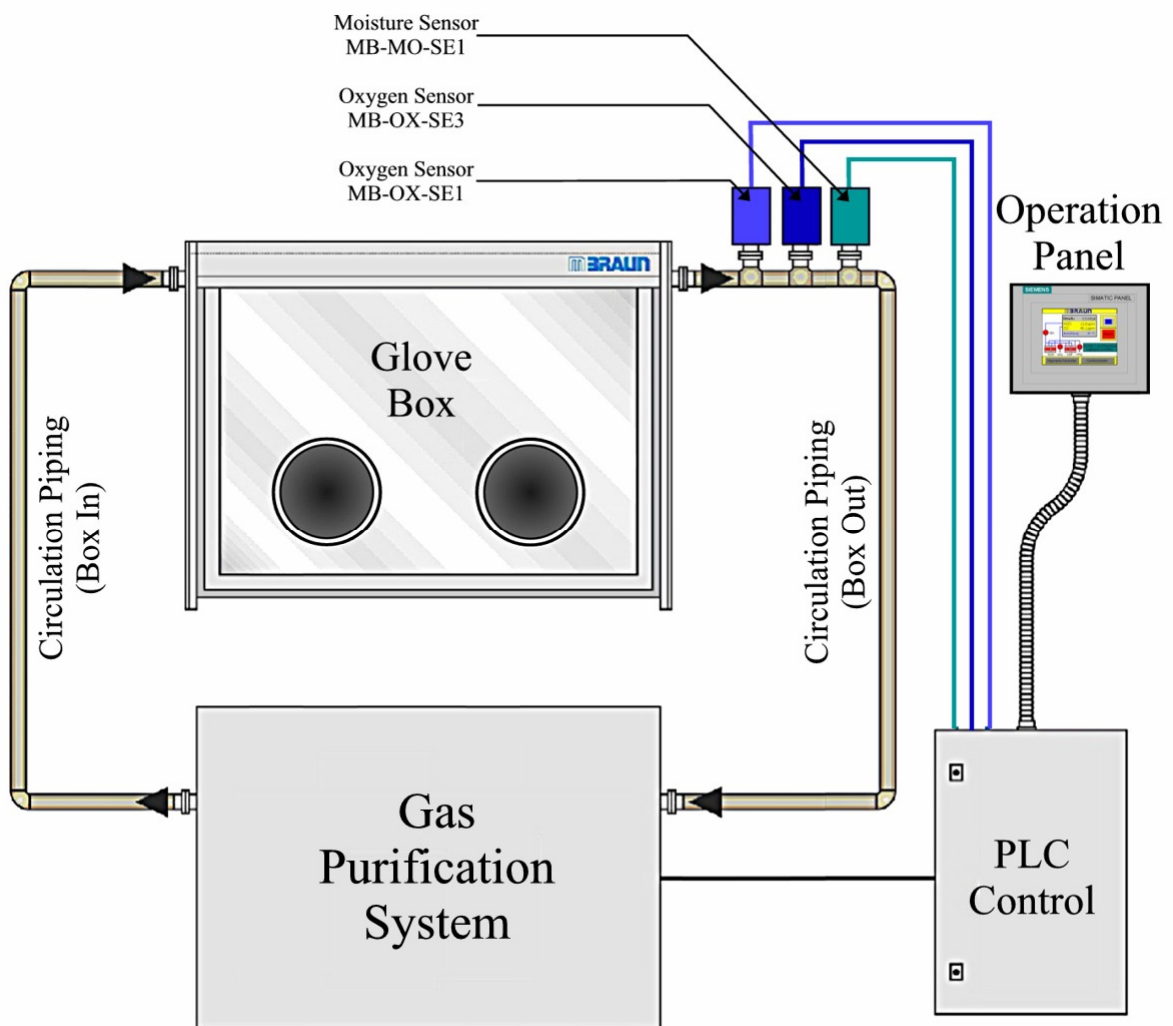 Moisture Sensor
MB-MO-SE1
Oxygen Sensor
MB-OX-SE3
Oxygen Sensor
MB-OX-SE1
Operation
Panel
SIEMENS
SIMATIC PANEL
BRAUN
MBRAUN
Glove
Box
Circulation Piping
(Box In)
Circulation Piping
(Box Out)
Gas
Purification
System
PLC
Control